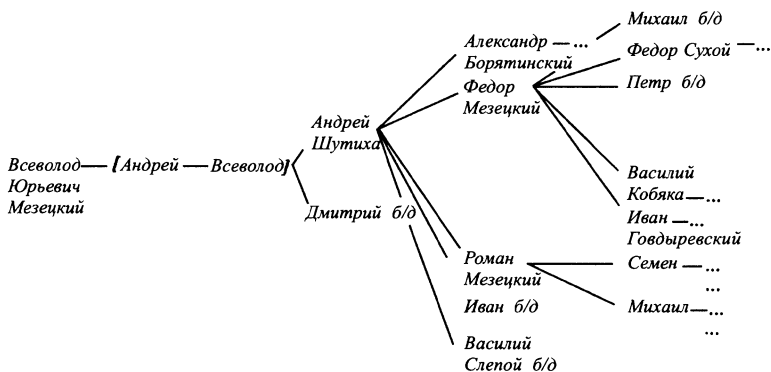 Всеволод — [Андрей — Всеволод]
Юрьевич
Мезецкий
Андрей
Шутиха
Дмитрий б/д
Александр — ...
Борятинский
Федор
Мезецкий
Роман
Мезецкий
Иван б/д
Василий
Слепой б/д
Михаил б/д
Федор Сухой — ...
Петр б/д
Василий
Кобяка — ...
Иван — ...
Говдыревский
Семен — ...
...
Михаил — ...
...